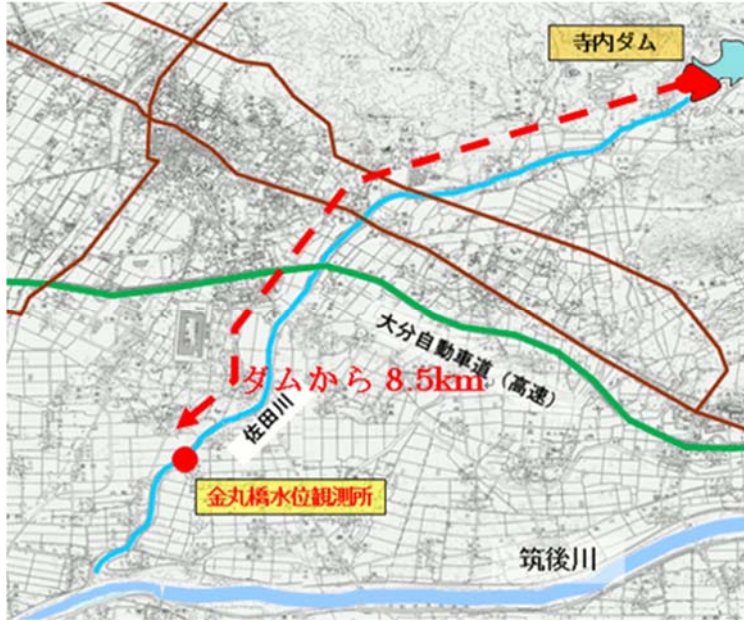 寺内ダム
大分自動車道（高速）
ダムから 8.5km
佐田川
金丸橋水位観測所
筑後川